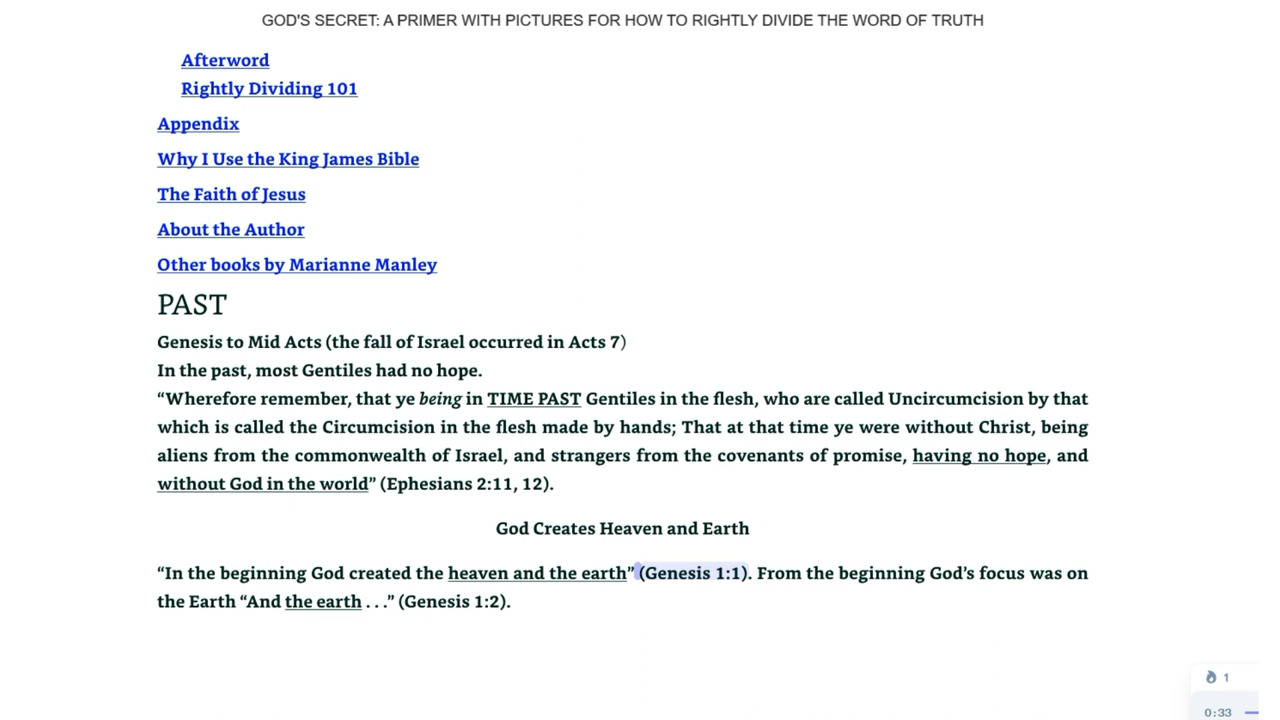 GOD'S SECRET: A PRIMER WITH PICTURES FOR HOW TO RIGHTLY DIVIDE THE WORD OF TRUTH
Afterword
Rightly Dividing 101
Appendix
Why I Use the King James Bible
The Faith of Jesus
About the Author
Other books by Marianne Manley
PAST
Genesis to Mid Acts (the fall of Israel occurred in Acts 7)
In the past, most Gentiles had no hope.
“Wherefore remember, that ye being in TIME PAST Gentiles in the flesh, who are called Uncircumcision by that
which is called the Circumcision in the flesh made by hands; That at that time ye were without Christ, being
aliens from the commonwealth of Israel, and strangers from the covenants of promise, having no hope, and
without God in the world” (Ephesians 2:11, 12).
God Creates Heaven and Earth
“In the beginning God created the heaven and the earth” (Genesis 1:1). From the beginning God’s focus was on
the Earth “And the earth . . .” (Genesis 1:2).
1
0:33